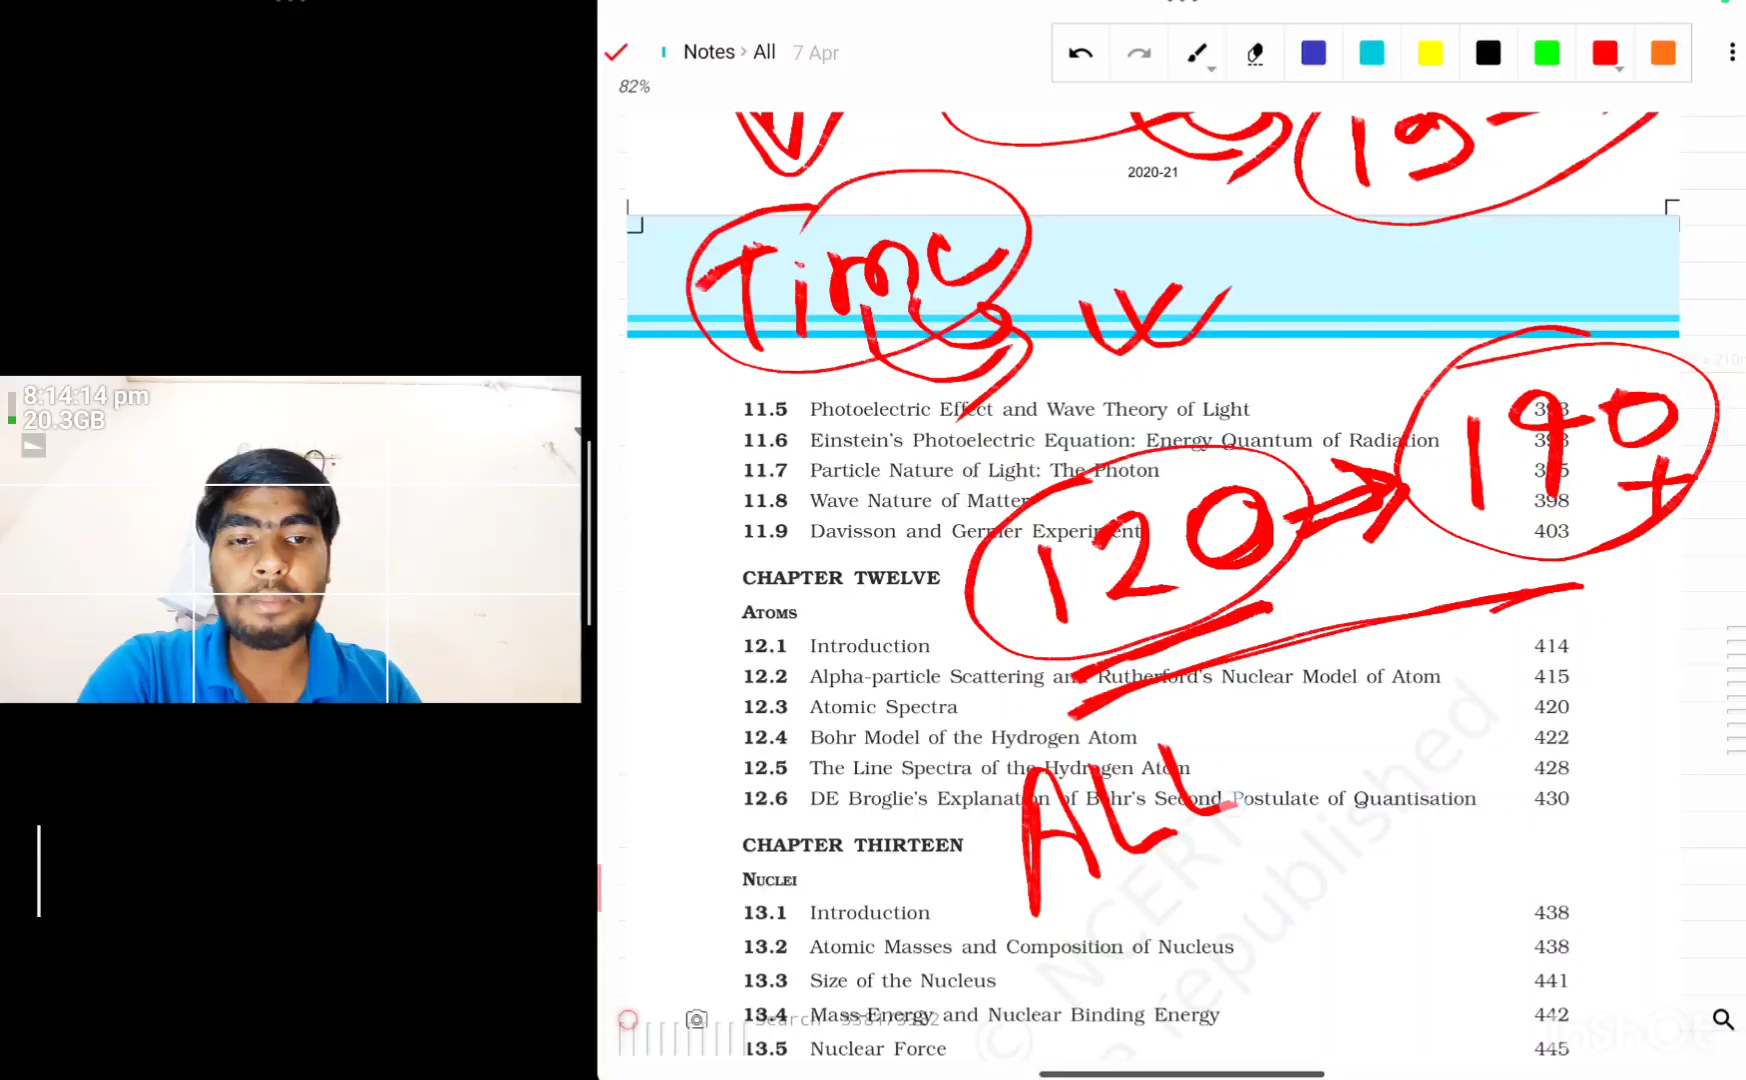 Notes > All 7 Apr
82%
8:14:14 pm
20.3GB
19
2020-21
Time
11.5 Photoelectric Effect and Wave Theory of Light 393
190+
11.6 Einstein's Photoelectric Equation: Energy Quantum of Radiation 393
11.7 Particle Nature of Light: The Photon 395
11.8 Wave Nature of Matter 398
11.9 Davisson and Germer Experiment 403
120
CHAPTER TWELVE
ATOMS
12.1 Introduction 414
12.2 Alpha-particle Scattering and Rutherford's Nuclear Model of Atom 415
12.3 Atomic Spectra 420
12.4 Bohr Model of the Hydrogen Atom 422
12.5 The Line Spectra of the Hydrogen Atom 428
12.6 DE Broglie's Explanation of Bohr's Second Postulate of Quantisation 430
ALL
CHAPTER THIRTEEN
NUCLEI
13.1 Introduction 438
13.2 Atomic Masses and Composition of Nucleus 438
13.3 Size of the Nucleus 441
13.4 Mass-Energy and Nuclear Binding Energy 442
13.5 Nuclear Force 445
© NCERT
republished